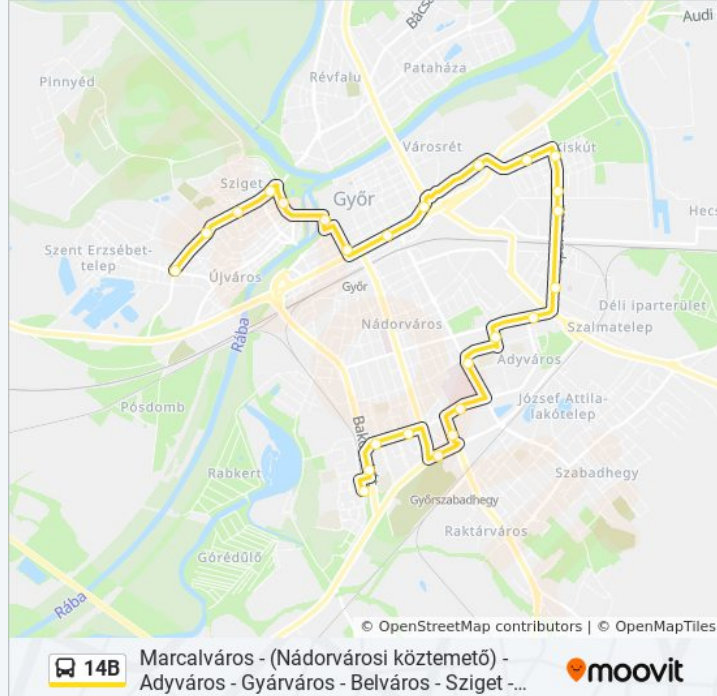 Bácsa
Audi
Pinnyéd
Révfalu
Pataháza
Városrét
Kiskút
Sziget
Győr
Hecs
Szent Erzsébet-
telep
Újváros
Győr
Déli iparterület
Szalmatelep
Rába
Nádorváros
Adyváros
József Attila-
lakótelep
Pósdomb
Rabkert
Szabadhegy
Győrszabadhegy
Raktárváros
Górédűlő
Rába
© OpenStreetMap contributors | © OpenMapTiles
14B
Marcalváros - (Nádorvárosi köztemető) -
Adyváros - Gyárváros - Belváros - Sziget -...
moovit